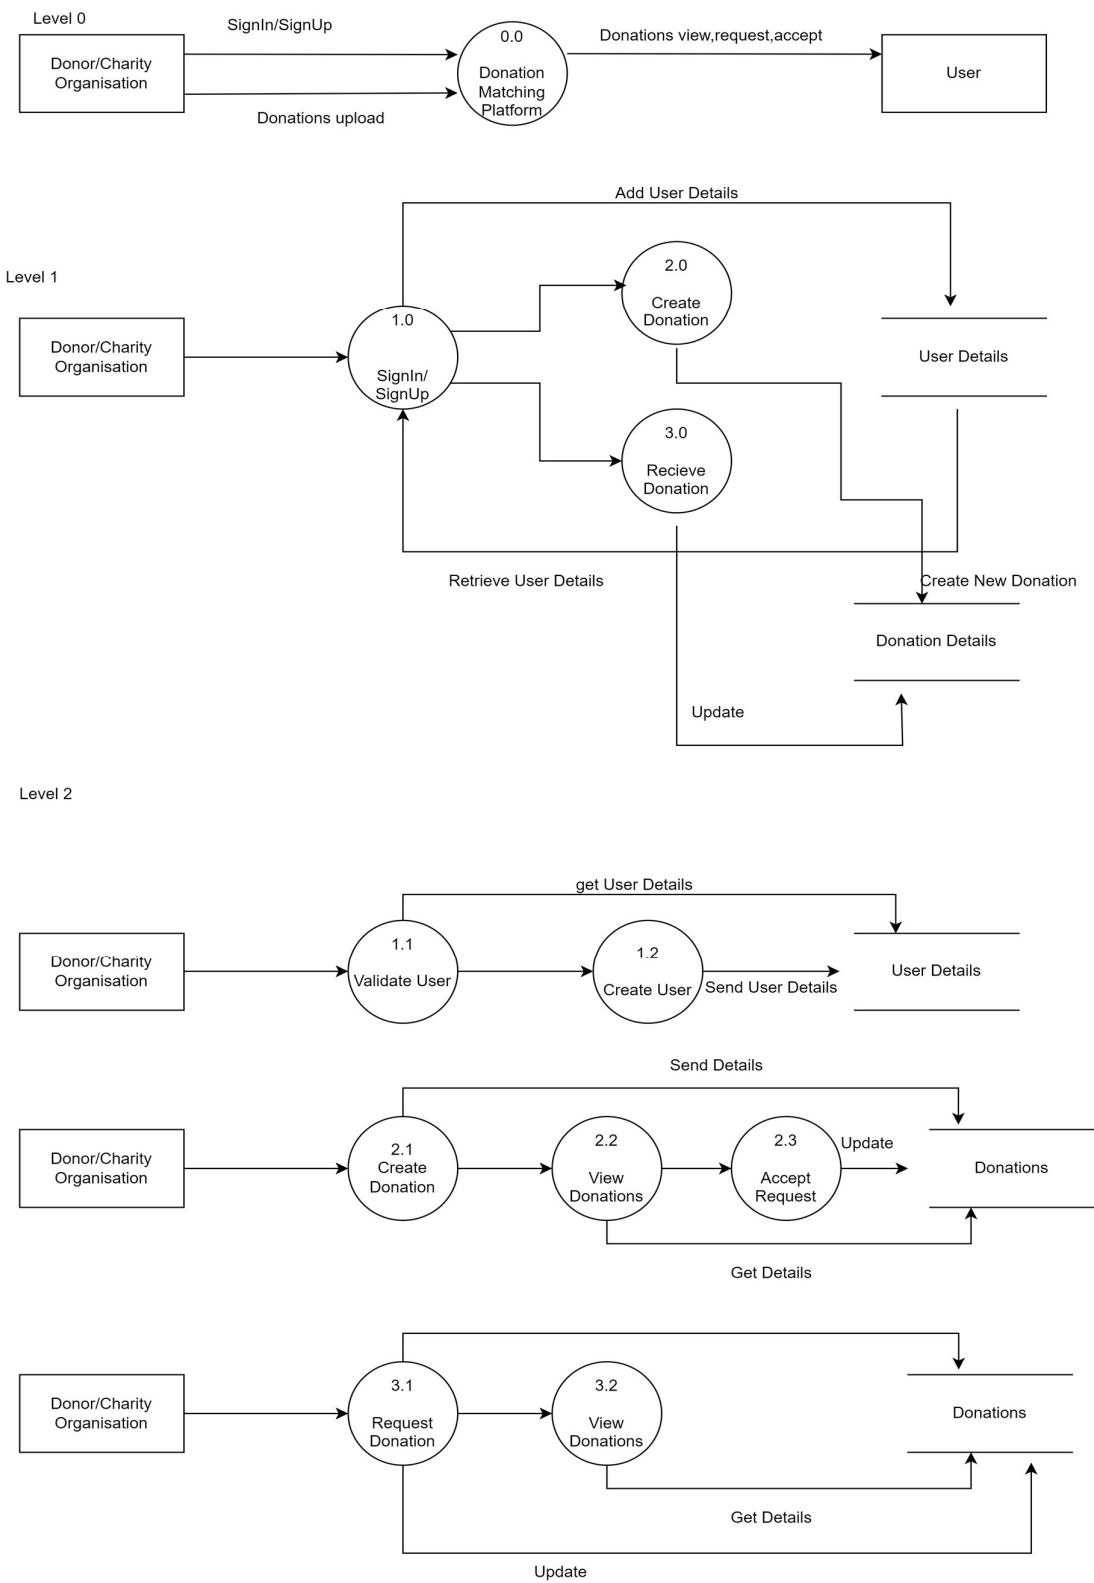 Level 0
SignIn/SignUp
Donor/Charity
Organisation
Donations upload
0.0
Donation
Matching
Platform
Donations view,request,accept
User
Add User Details
Level 1
Donor/Charity
Organisation
1.0
SignIn/
SignUp
2.0
Create
Donation
User Details
3.0
Recieve
Donation
Retrieve User Details
Create New Donation
Donation Details
Update
Level 2
get User Details
Donor/Charity
Organisation
1.1
Validate User
1.2
Create User
Send User Details
User Details
Send Details
Donor/Charity
Organisation
2.1
Create
Donation
2.2
View
Donations
2.3
Accept
Request
Update
Donations
Get Details
Donor/Charity
Organisation
3.1
Request
Donation
3.2
View
Donations
Donations
Get Details
Update